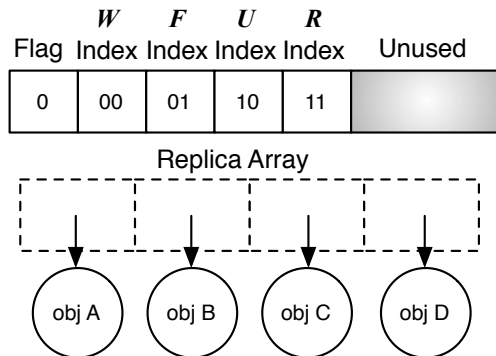 W F U R
Flag Index Index Index Index Unused
0 00 01 10 11
Replica Array
obj A obj B obj C obj D